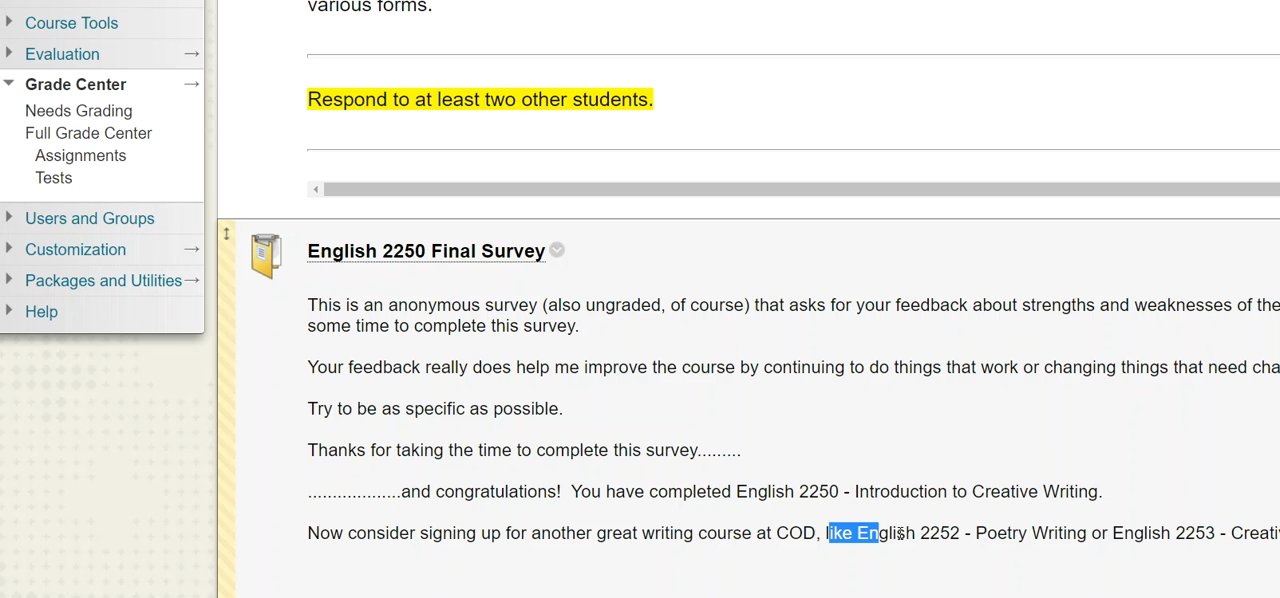 various forms.
Course Tools
Evaluation
Grade Center
Needs Grading
Full Grade Center
Assignments
Tests
Users and Groups
Customization
Packages and Utilities
Help
Respond to at least two other students.
English 2250 Final Survey
This is an anonymous survey (also ungraded, of course) that asks for your feedback about strengths and weaknesses of the
some time to complete this survey.
Your feedback really does help me improve the course by continuing to do things that work or changing things that need
Try to be as specific as possible.
Thanks for taking the time to complete this survey.........
...................and congratulations!  You have completed English 2250 - Introduction to Creative Writing.
Now consider signing up for another great writing course at COD, like English 2252 - Poetry Writing or English 2253 -